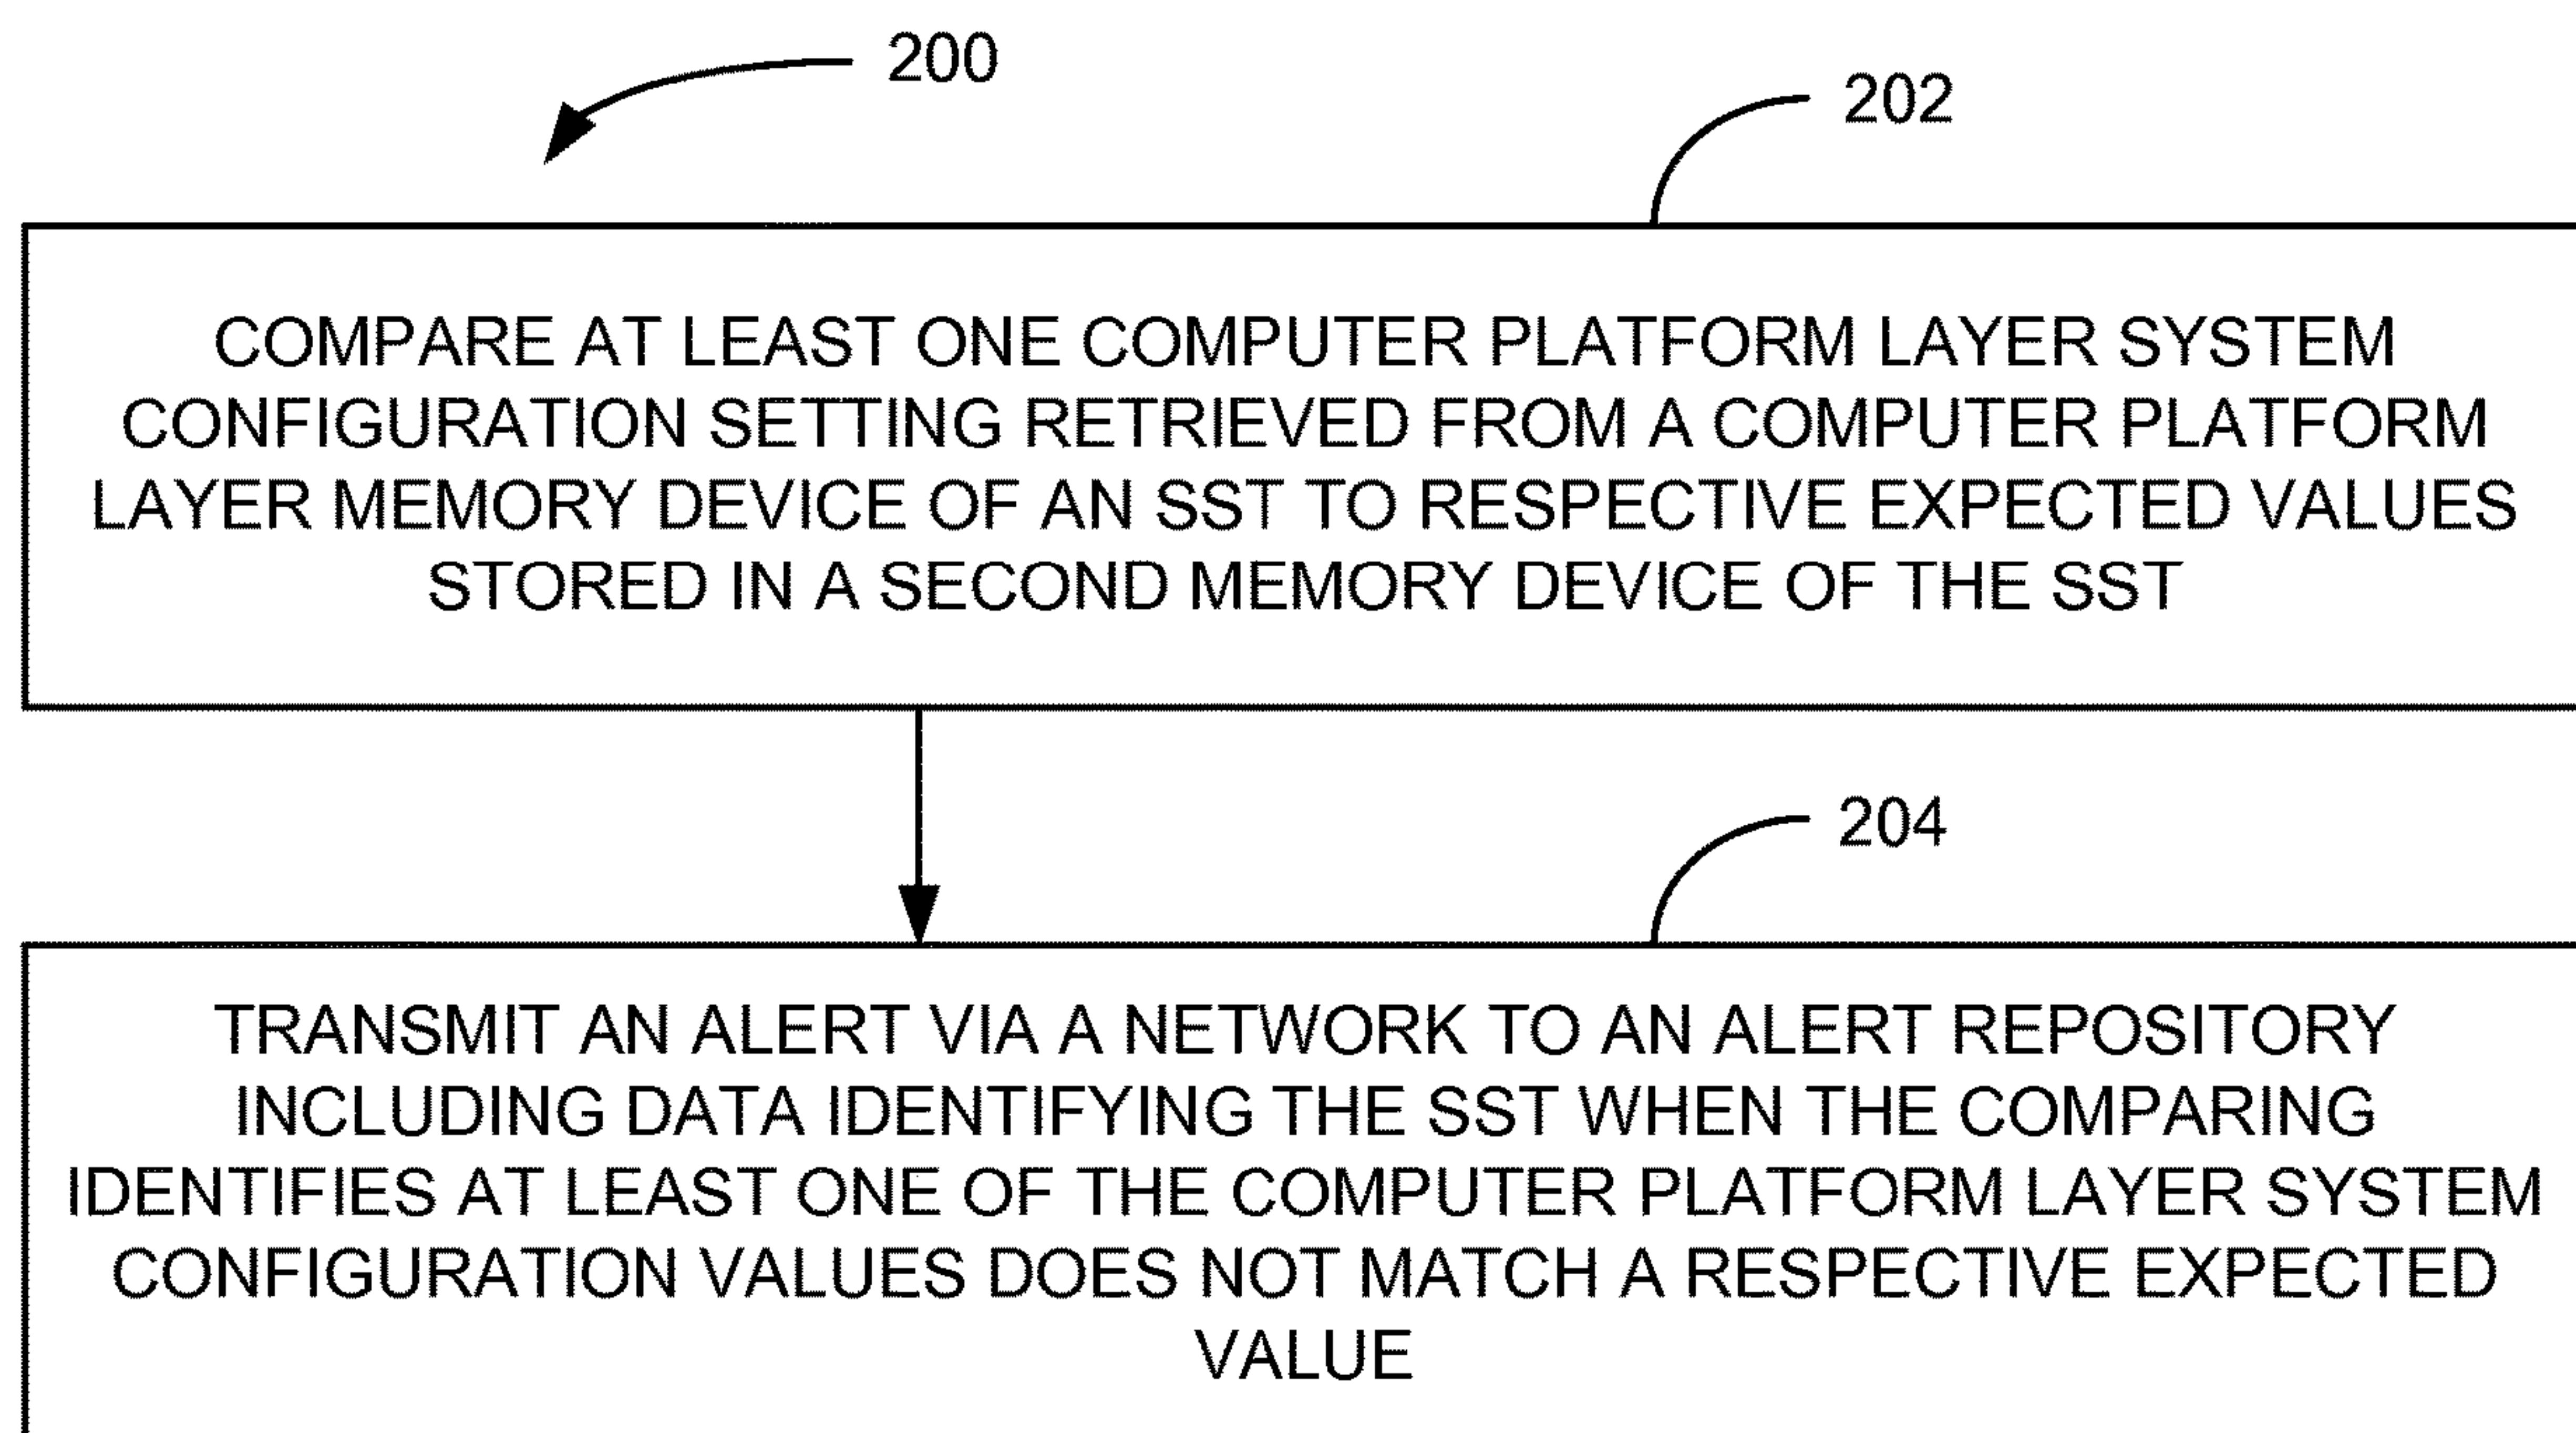 200
202
COMPARE AT LEAST ONE COMPUTER PLATFORM LAYER SYSTEM
CONFIGURATION SETTING RETRIEVED FROM A COMPUTER PLATFORM
LAYER MEMORY DEVICE OF AN SST TO RESPECTIVE EXPECTED VALUES
STORED IN A SECOND MEMORY DEVICE OF THE SST
204
TRANSMIT AN ALERT VIA A NETWORK TO AN ALERT REPOSITORY
INCLUDING DATA IDENTIFYING THE SST WHEN THE COMPARING
IDENTIFIES AT LEAST ONE OF THE COMPUTER PLATFORM LAYER SYSTEM
CONFIGURATION VALUES DOES NOT MATCH A RESPECTIVE EXPECTED
VALUE